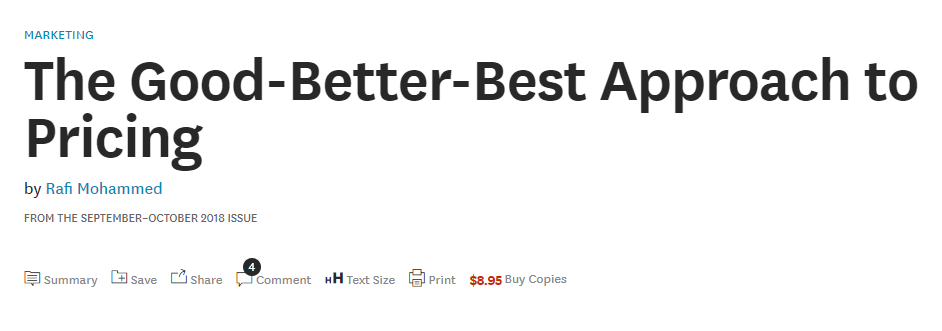 MARKETING
The Good-Better-Best Approach to
Pricing
by Rafi Mohammed
FROM THE SEPTEMBER–OCTOBER 2018 ISSUE
4
Summary Save Share Comment HH Text Size Print $8.95 Buy Copies